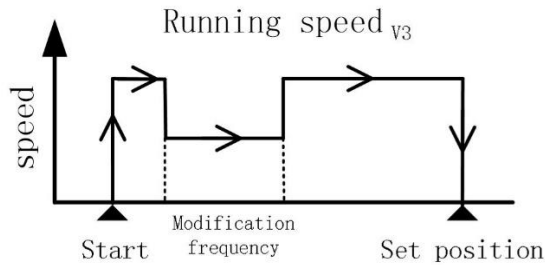 Running speed V3
speed
Modification
frequency
Start
Set position